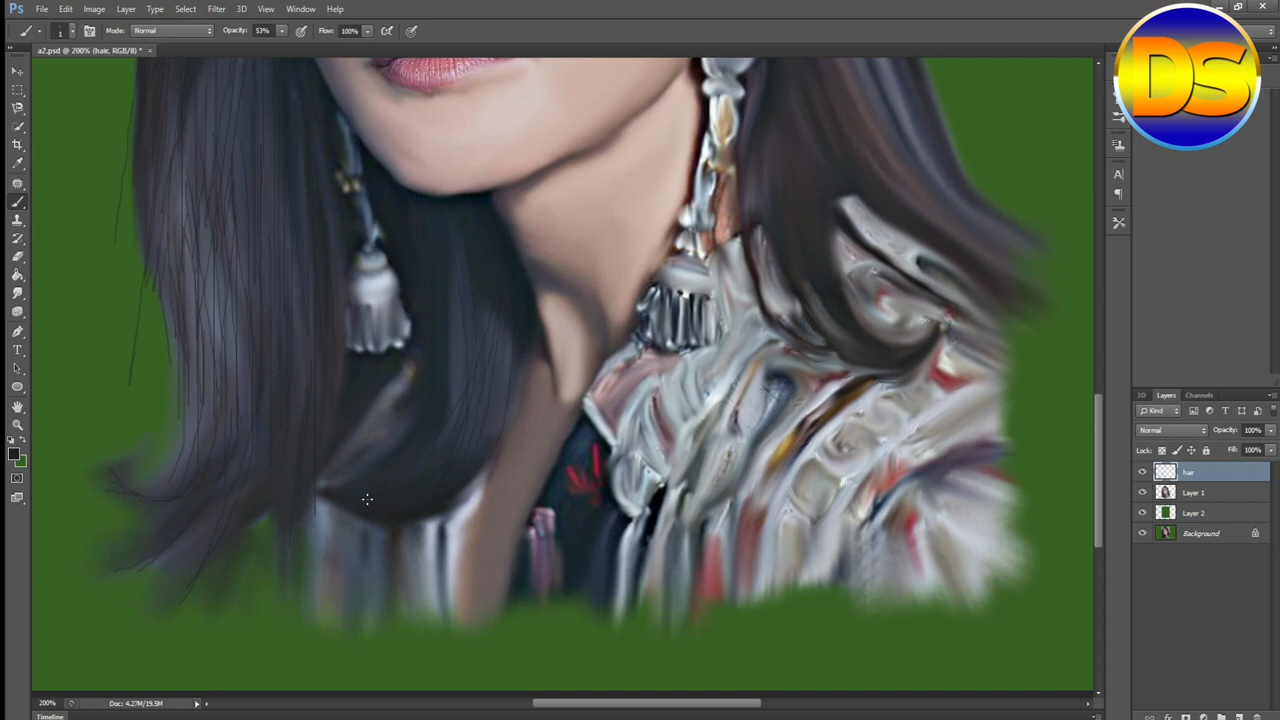 Ps File Edit Image Layer Type Select Filter 3D View Window Help
1 Mode: Normal Opacity: 53% Flow: 100%
a2.psd @ 200% (hair, RGB/8) * ×
DS
3D Layers Channels
Kind
Normal Opacity: 100%
Lock: Fill: 100%
hair
Layer 1
Layer 2
Background
200% Doc: 4.27M/19.5M
Timeline